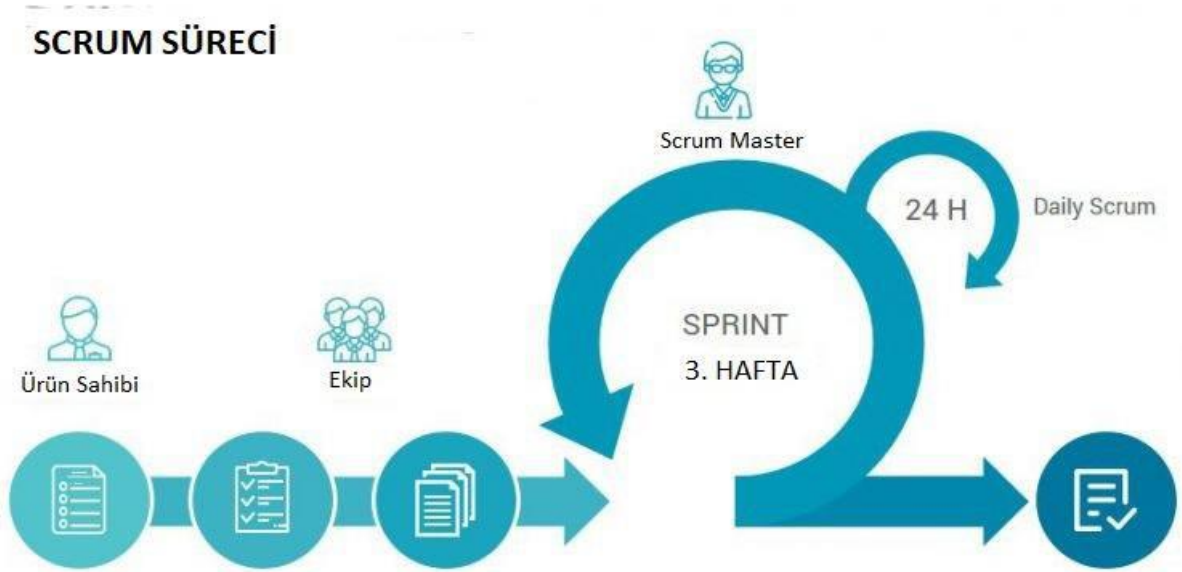 SCRUM SÜRECİ
Scrum Master
24 H
Daily Scrum
SPRINT
3. HAFTA
Ürün Sahibi
Ekip